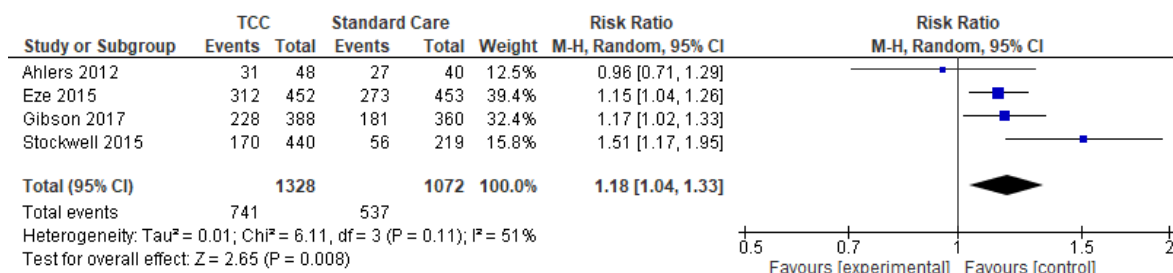 TCC Standard Care Risk Ratio Risk Ratio
Study or Subgroup Events Total Events Total Weight M-H, Random, 95% CI M-H, Random, 95% CI
Ahlers 2012 31 48 27 40 12.5% 0.96 [0.71, 1.29]
Eze 2015 312 452 273 453 39.4% 1.15 [1.04, 1.26]
Gibson 2017 228 388 181 360 32.4% 1.17 [1.02, 1.33]
Stockwell 2015 170 440 56 219 15.8% 1.51 [1.17, 1.95]
Total (95% CI) 1328 1072 100.0% 1.18 [1.04, 1.33]
Total events 741 537
Heterogeneity: Tau² = 0.01; Chi² = 6.11, df = 3 (P = 0.11); I² = 51%
Test for overall effect: Z = 2.65 (P = 0.008)
0.5 0.7 1 1.5 2
Favours [experimental] Favours [control]